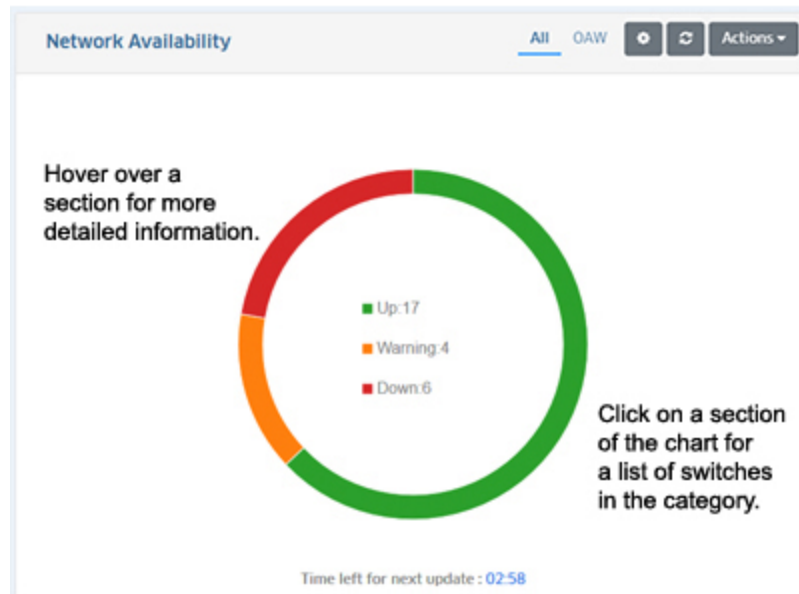 Network Availability
All OAW Actions
Hover over a
section for more
detailed information.
Up:17
Warning:4
Down:6
Click on a section
of the chart for
a list of switches
in the category.
Time left for next update : 02:58